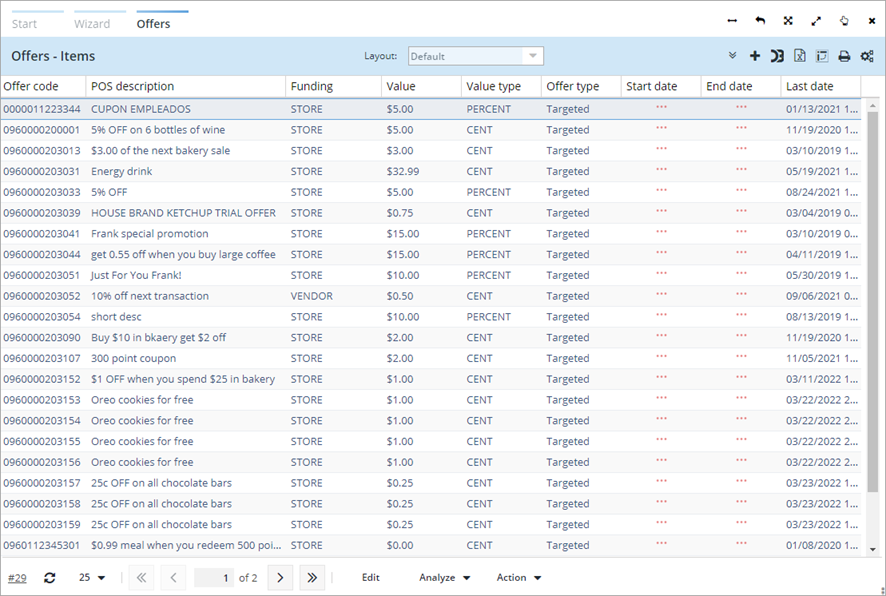 Start Wizard Offers
Offers - Items Layout: Default
Offer code POS description Funding Value Value type Offer type Start date End date Last date
0000011223344 CUPON EMPLEADOS STORE $5.00 PERCENT Targeted *** *** 01/13/2021 1...
0960000200001 5% OFF on 6 bottles of wine STORE $5.00 CENT Targeted *** *** 11/19/2020 1...
0960000203013 $3.00 of the next bakery sale STORE $3.00 CENT Targeted *** *** 03/10/2019 1...
0960000203031 Energy drink STORE $32.99 CENT Targeted *** *** 05/19/2021 1...
0960000203033 5% OFF STORE $5.00 PERCENT Targeted *** *** 08/24/2021 1...
0960000203039 HOUSE BRAND KETCHUP TRIAL OFFER STORE $0.75 CENT Targeted *** *** 03/04/2019 0...
0960000203041 Frank special promotion STORE $15.00 PERCENT Targeted *** *** 03/10/2019 0...
0960000203044 get 0.55 off when you buy large coffee STORE $15.00 PERCENT Targeted *** *** 04/11/2019 1...
0960000203051 Just For You Frank! STORE $10.00 PERCENT Targeted *** *** 05/30/2019 1...
0960000203052 10% off next transaction VENDOR $0.50 CENT Targeted *** *** 09/06/2021 0...
0960000203054 short desc STORE $10.00 PERCENT Targeted *** *** 08/13/2019 1...
0960000203090 Buy $10 in bkaery get $2 off STORE $2.00 CENT Targeted *** *** 11/19/2020 1...
0960000203107 300 point coupon STORE $2.00 CENT Targeted *** *** 11/05/2021 1...
0960000203152 $1 OFF when you spend $25 in bakery STORE $1.00 CENT Targeted *** *** 03/11/2022 1...
0960000203153 Oreo cookies for free STORE $1.00 CENT Targeted *** *** 03/22/2022 2...
0960000203154 Oreo cookies for free STORE $1.00 CENT Targeted *** *** 03/22/2022 2...
0960000203155 Oreo cookies for free STORE $1.00 CENT Targeted *** *** 03/22/2022 2...
0960000203156 Oreo cookies for free STORE $1.00 CENT Targeted *** *** 03/22/2022 2...
0960000203157 25c OFF on all chocolate bars STORE $0.25 CENT Targeted *** *** 03/23/2022 1...
0960000203158 25c OFF on all chocolate bars STORE $0.25 CENT Targeted *** *** 03/23/2022 1...
0960000203159 25c OFF on all chocolate bars STORE $0.25 CENT Targeted *** *** 03/23/2022 1...
0960112345301 $0.99 meal when you redeem 500 poi... STORE $0.00 CENT Targeted *** *** 01/08/2020 1...
#29 25 1 of 2 Edit Analyze Action